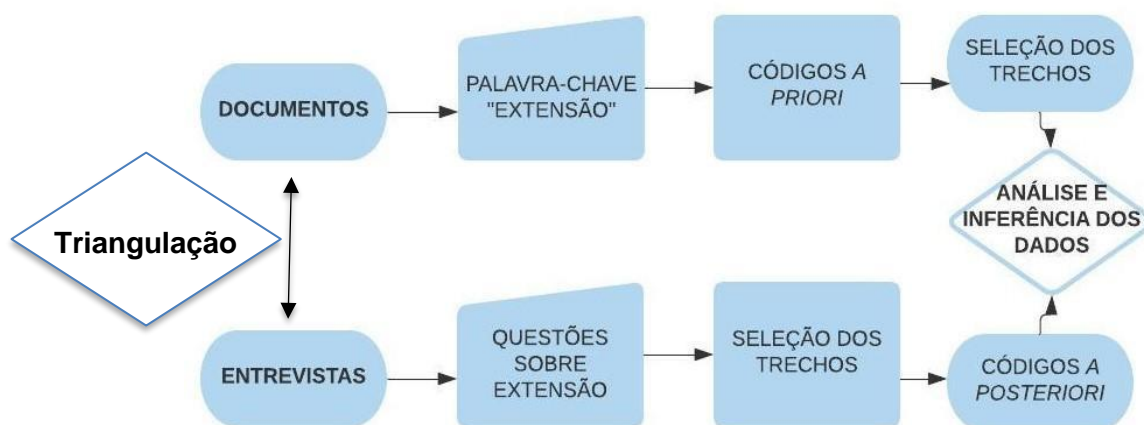 DOCUMENTOS
PALAVRA-CHAVE
"EXTENSÃO"
CÓDIGOS A
PRIORI
SELEÇÃO DOS
TRECHOS
Triangulação
ANÁLISE E
INFERÊNCIA DOS
DADOS
ENTREVISTAS
QUESTÕES
SOBRE
EXTENSÃO
SELEÇÃO DOS
TRECHOS
CÓDIGOS A
POSTERIORI